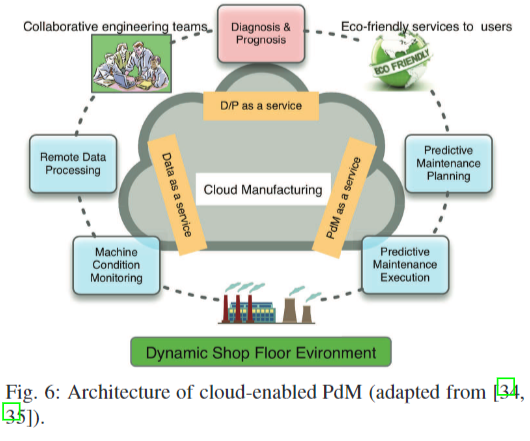 Collaborative engineering teams
Diagnosis &
Prognosis
Eco-friendly services to users
ECO FRIENDLY
D/P as a service
Remote Data
Processing
Data as a service
Cloud Manufacturing
PdM as a service
Predictive
Maintenance
Planning
Machine
Condition
Monitoring
Predictive
Maintenance
Execution
Dynamic Shop Floor Evironment
Fig. 6: Architecture of cloud-enabled PdM (adapted from [34,
35]).